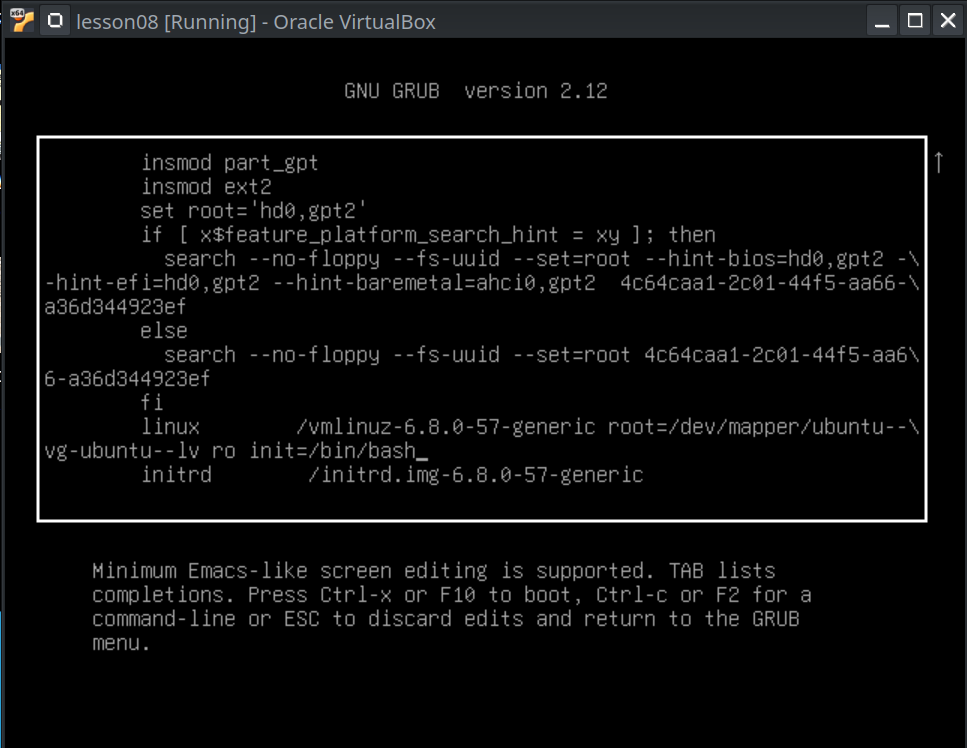 x64
lesson08 [Running] - Oracle VirtualBox
GNU GRUB  version 2.12
insmod part_gpt
insmod ext2
set root='hd0,gpt2'
if [ x$feature_platform_search_hint = xy ]; then
search --no-floppy --fs-uuid --set=root --hint-bios=hd0,gpt2 -\
-hint-efi=hd0,gpt2 --hint-baremetal=ahci0,gpt2  4c64caa1-2c01-44f5-aa66-\
a36d344923ef
else
search --no-floppy --fs-uuid --set=root 4c64caa1-2c01-44f5-aa6\
6-a36d344923ef
fi
linux        /vmlinuz-6.8.0-57-generic root=/dev/mapper/ubuntu--\
vg-ubuntu--lv ro init=/bin/bash_
initrd        /initrd.img-6.8.0-57-generic
Minimum Emacs-like screen editing is supported. TAB lists
completions. Press Ctrl-x or F10 to boot, Ctrl-c or F2 for a
command-line or ESC to discard edits and return to the GRUB
menu.